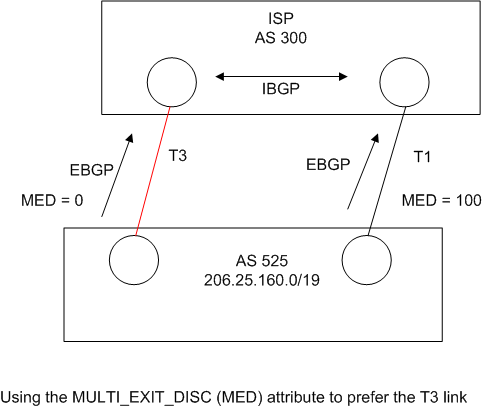 ISP
AS 300
IBGP
EBGP
T3
EBGP
T1
MED = 0
MED = 100
AS 525
206.25.160.0/19
Using the MULTI_EXIT_DISC (MED) attribute to prefer the T3 link